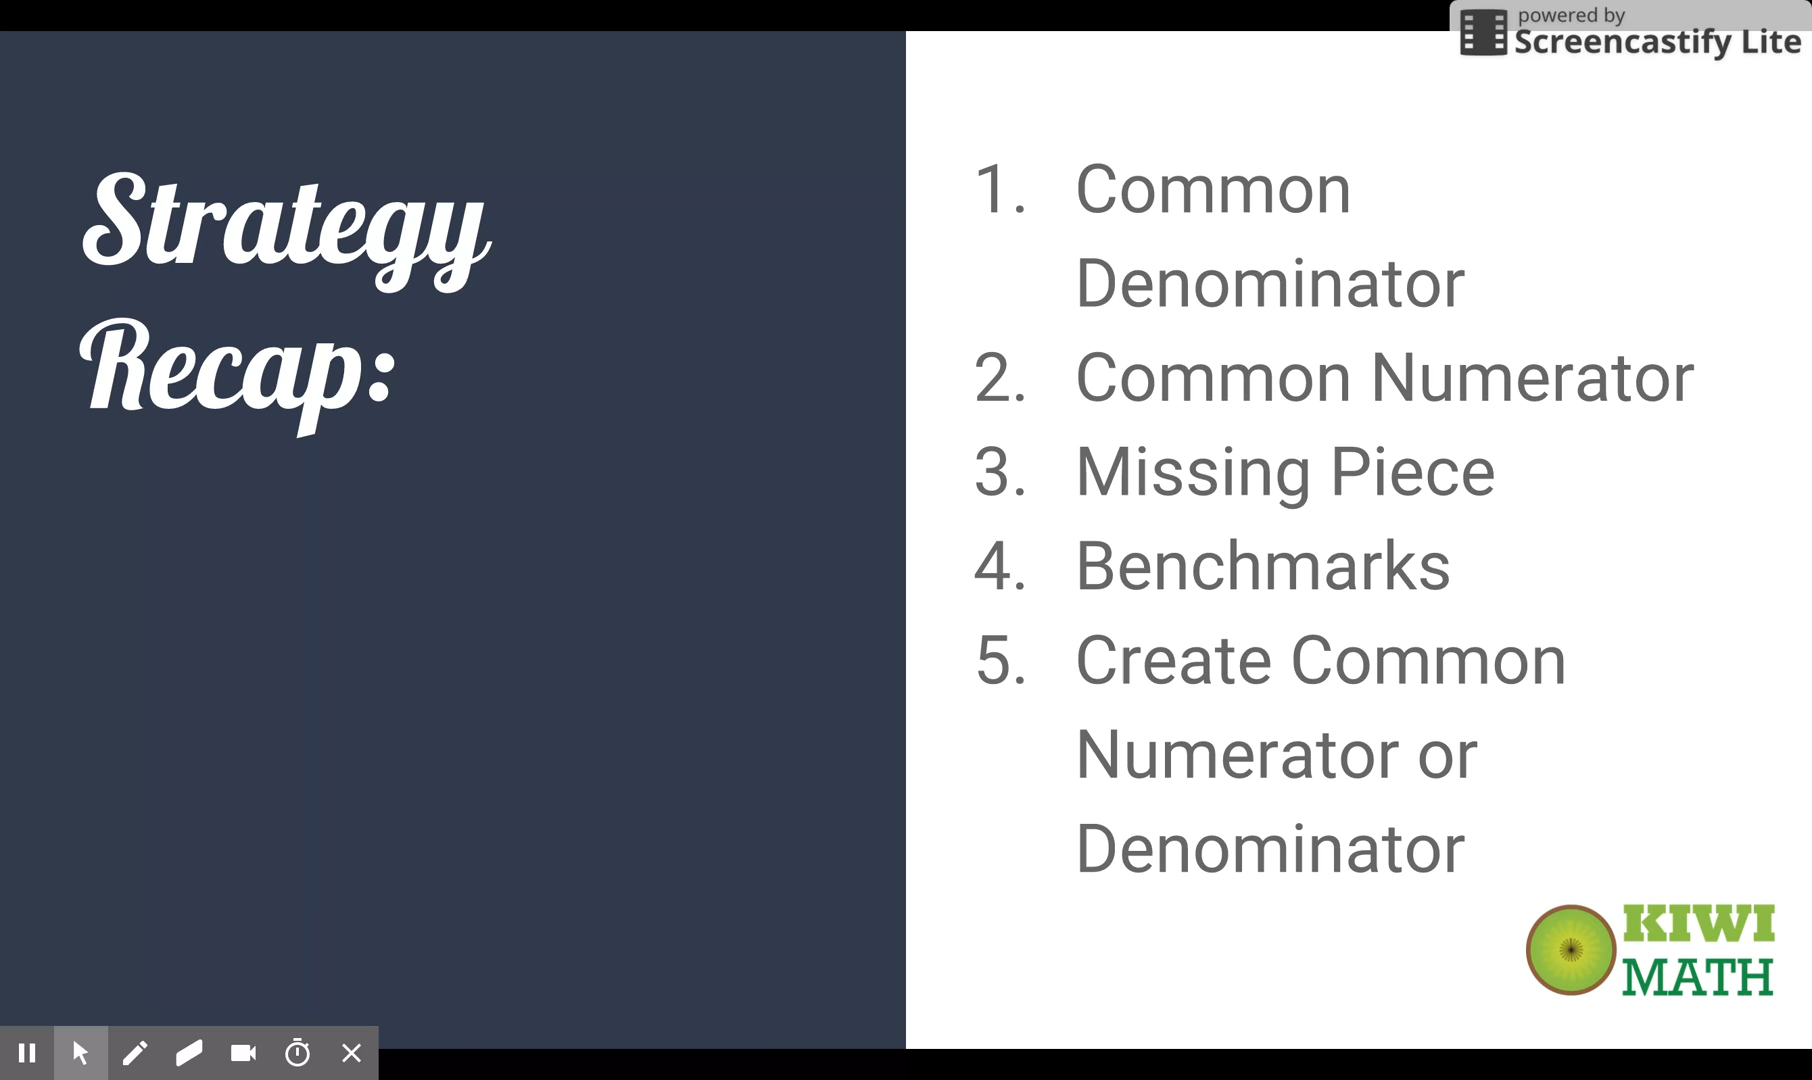 powered by
Screencastify Lite
Strategy
Recap:
1. Common
Denominator
2. Common Numerator
3. Missing Piece
4. Benchmarks
5. Create Common
Numerator or
Denominator
KIWI
MATH